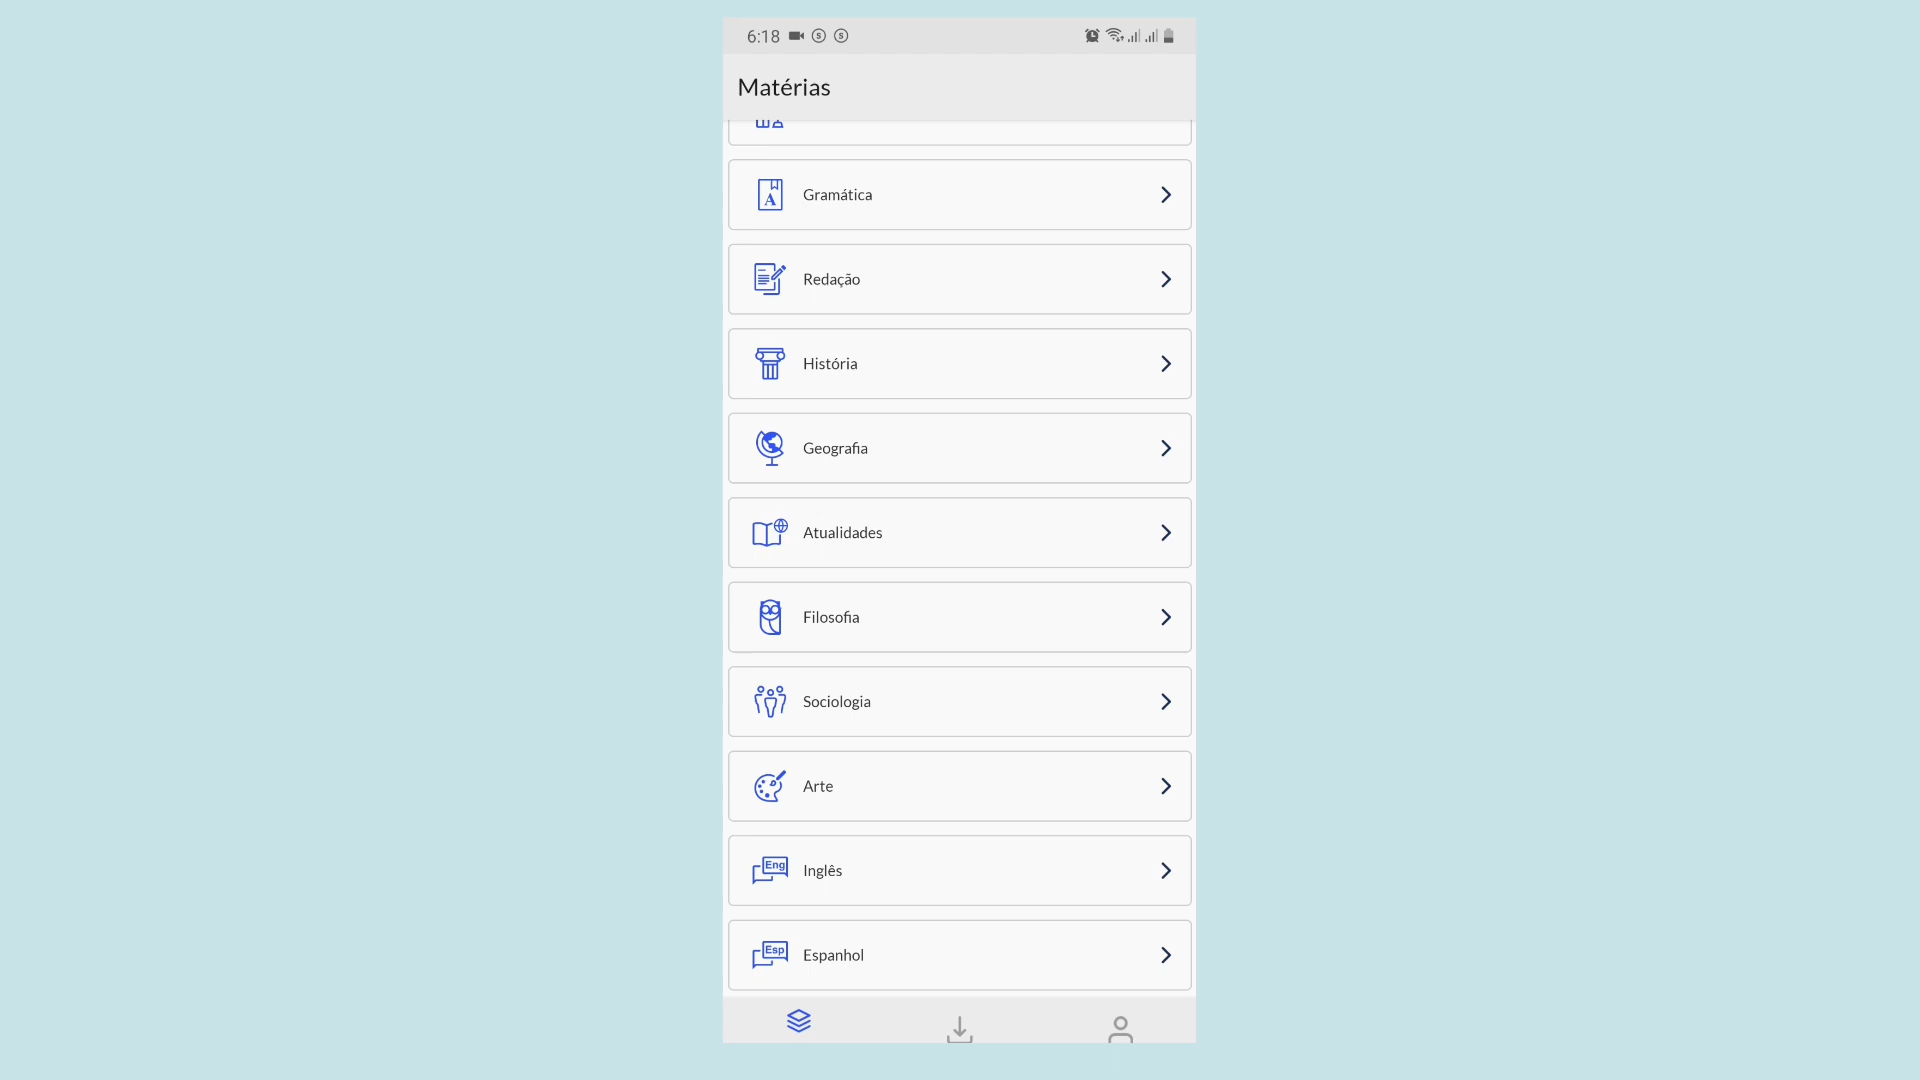 6:18
Matérias
Gramática
Redação
História
Geografia
Atualidades
Filosofia
Sociologia
Arte
Eng
Inglês
Esp
Espanhol